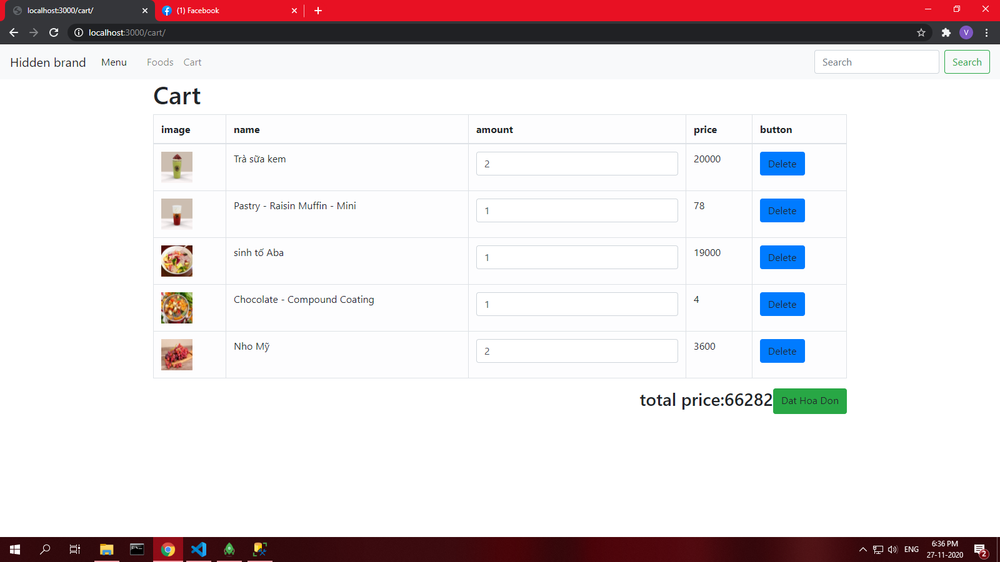 localhost:3000/cart/
(1) Facebook
localhost:3000/cart/
V
Hidden brand Menu Foods Cart Search Search
Cart
image name amount price button
Trà sữa kem 2 20000 Delete
Pastry - Raisin Muffin - Mini 1 78 Delete
sinh tố Aba 1 19000 Delete
Chocolate - Compound Coating 1 4 Delete
Nho Mỹ 2 3600 Delete
total price:66282 Dat Hoa Don
ENG
6:36 PM
27-11-2020
2